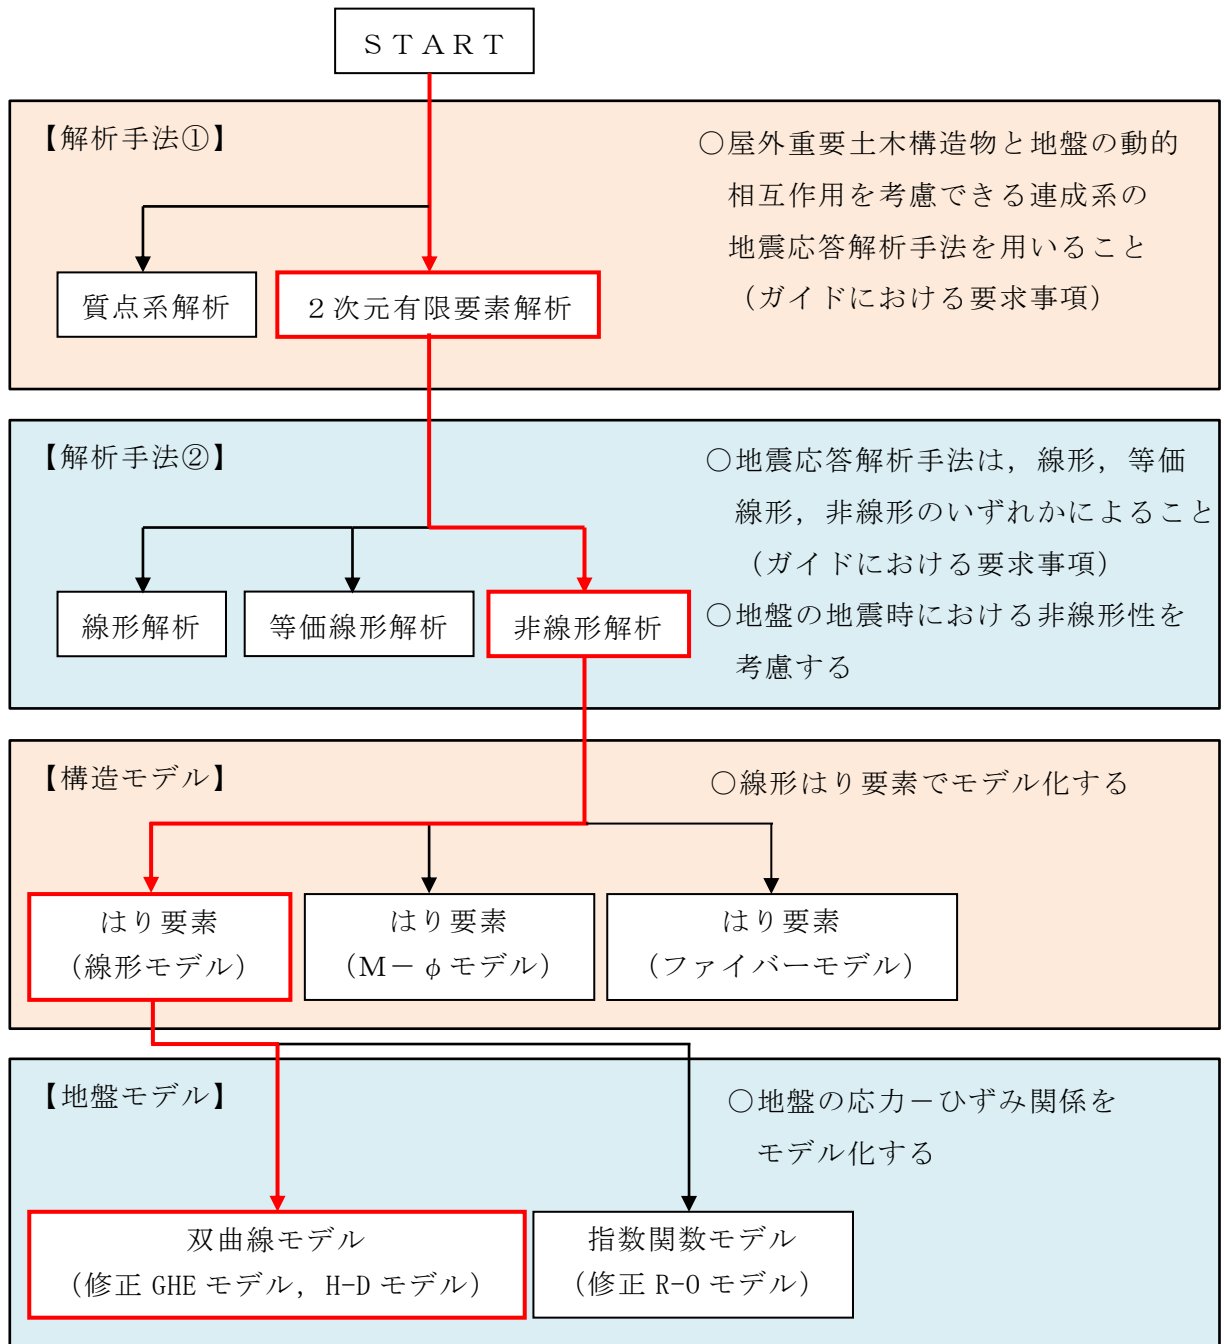 ＳＴＡＲＴ
【解析手法①】
○屋外重要土木構造物と地盤の動的
相互作用を考慮できる連成系の
地震応答解析手法を用いること
（ガイドにおける要求事項）
質点系解析
２次元有限要素解析
【解析手法②】
○地震応答解析手法は，線形，等価
線形，非線形のいずれかによること
（ガイドにおける要求事項）
○地盤の地震時における非線形性を
考慮する
線形解析
等価線形解析
非線形解析
【構造モデル】
○線形はり要素でモデル化する
はり要素
（線形モデル）
はり要素
（Ｍ－φモデル）
はり要素
（ファイバーモデル）
【地盤モデル】
○地盤の応力－ひずみ関係を
モデル化する
双曲線モデル
（修正 GHE モデル，H-D モデル）
指数関数モデル
（修正 R-O モデル）